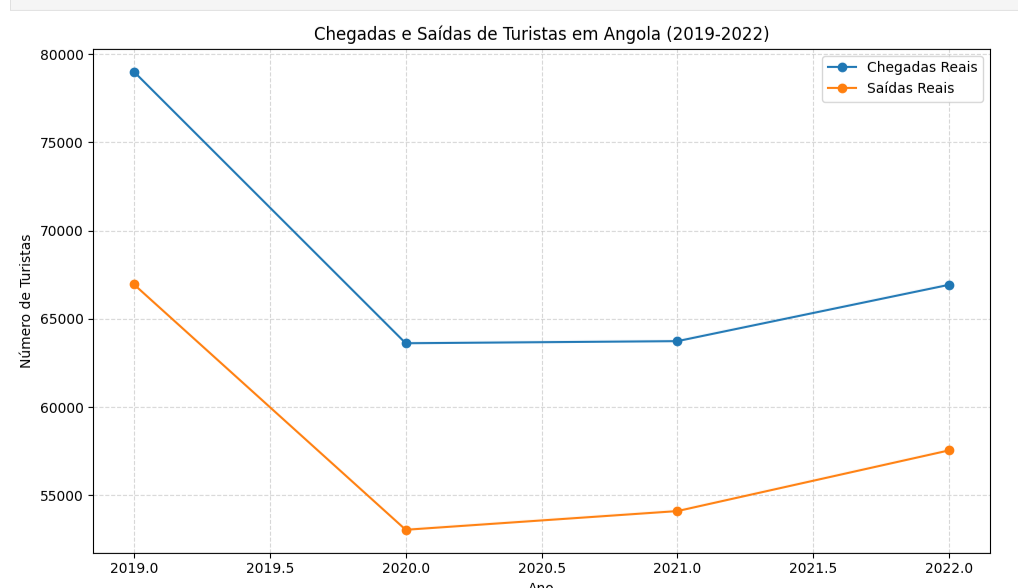 Chegadas e Saídas de Turistas em Angola (2019-2022)
Chegadas Reais
Saídas Reais
Número de Turistas
80000
75000
70000
65000
60000
55000
2019.0 2019.5 2020.0 2020.5 2021.0 2021.5 2022.0
Ano